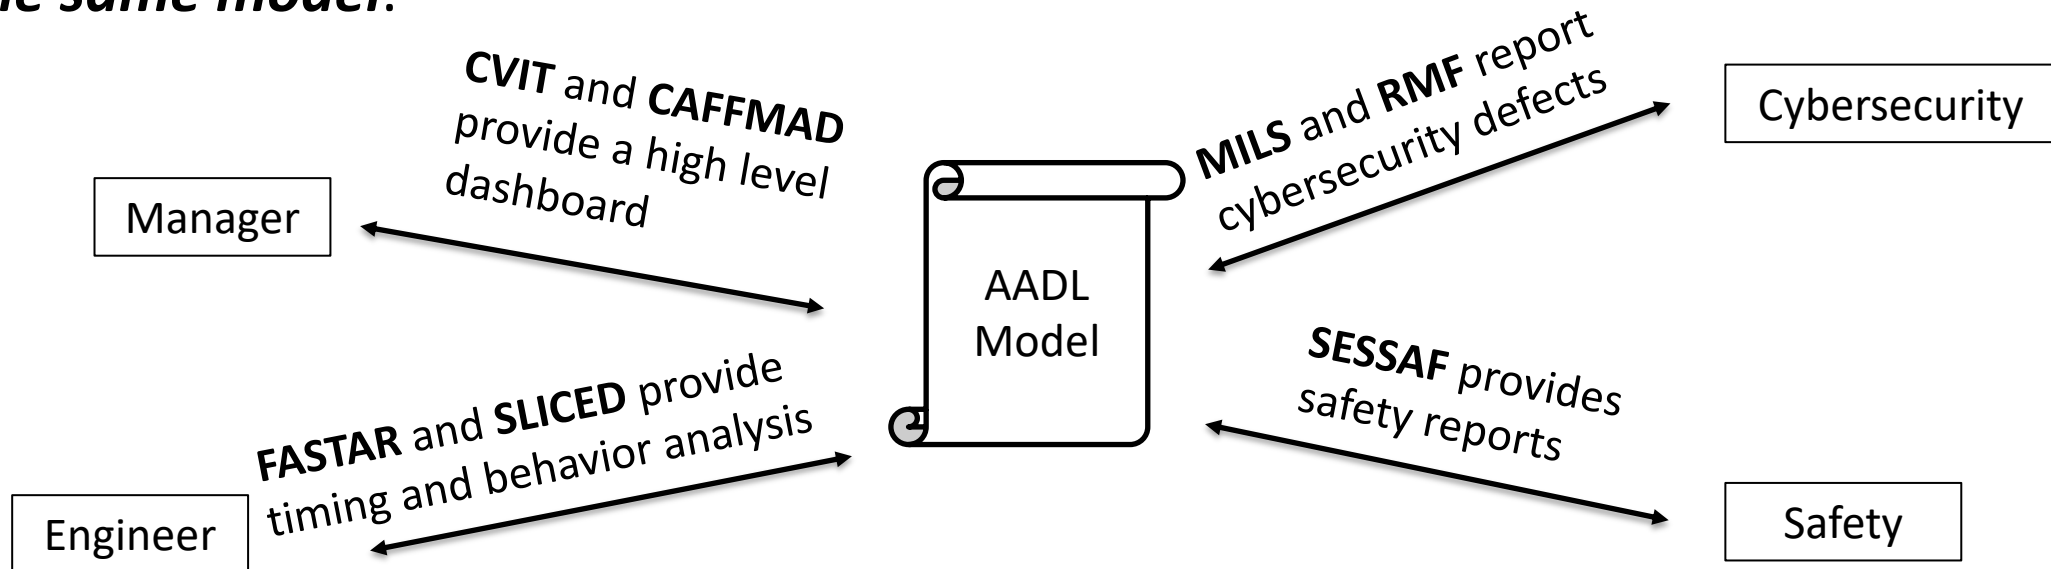 same model.
CVIT and CAFFMAD
provide a high level
dashboard
MILS and RMF report
cybersecurity defects
Cybersecurity
Manager
AADL
Model
SESSAF provides
safety reports
FASTAR and SLICED provide
timing and behavior analysis
Engineer
Safety